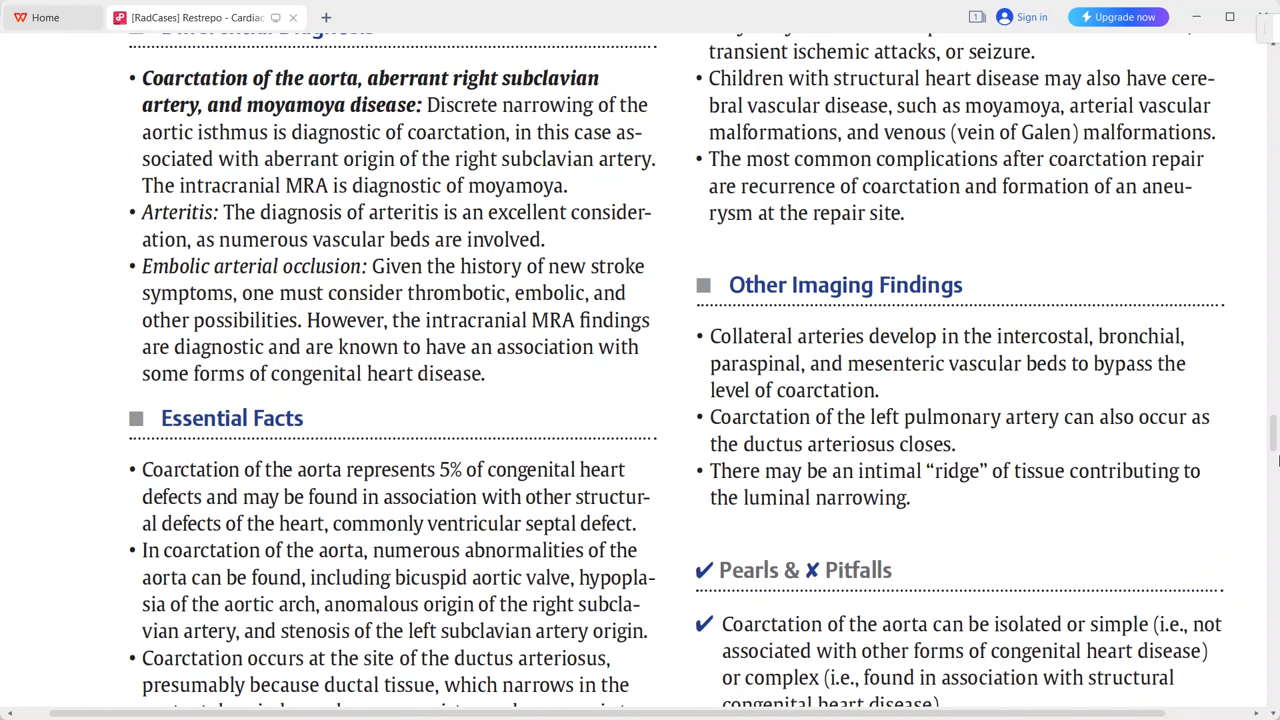 Home
[RadCases] Restrepo - Cardiac
1
Sign in
Upgrade now
Differential Diagnosis
• Coarctation of the aorta, aberrant right subclavian
artery, and moyamoya disease: Discrete narrowing of the
aortic isthmus is diagnostic of coarctation, in this case as-
sociated with aberrant origin of the right subclavian artery.
The intracranial MRA is diagnostic of moyamoya.
• Arteritis: The diagnosis of arteritis is an excellent consider-
ation, as numerous vascular beds are involved.
• Embolic arterial occlusion: Given the history of new stroke
symptoms, one must consider thrombotic, embolic, and
other possibilities. However, the intracranial MRA findings
are diagnostic and are known to have an association with
some forms of congenital heart disease.
Essential Facts
• Coarctation of the aorta represents 5% of congenital heart
defects and may be found in association with other structur-
al defects of the heart, commonly ventricular septal defect.
• In coarctation of the aorta, numerous abnormalities of the
aorta can be found, including bicuspid aortic valve, hypopla-
sia of the aortic arch, anomalous origin of the right subcla-
vian artery, and stenosis of the left subclavian artery origin.
• Coarctation occurs at the site of the ductus arteriosus,
presumably because ductal tissue, which narrows in the
transient ischemic attacks, or seizure.
• Children with structural heart disease may also have cere-
bral vascular disease, such as moyamoya, arterial vascular
malformations, and venous (vein of Galen) malformations.
• The most common complications after coarctation repair
are recurrence of coarctation and formation of an aneu-
rysm at the repair site.
Other Imaging Findings
• Collateral arteries develop in the intercostal, bronchial,
paraspinal, and mesenteric vascular beds to bypass the
level of coarctation.
• Coarctation of the left pulmonary artery can also occur as
the ductus arteriosus closes.
• There may be an intimal “ridge” of tissue contributing to
the luminal narrowing.
✔ Pearls & ✘ Pitfalls
✔ Coarctation of the aorta can be isolated or simple (i.e., not
associated with other forms of congenital heart disease)
or complex (i.e., found in association with structural
congenital heart disease).